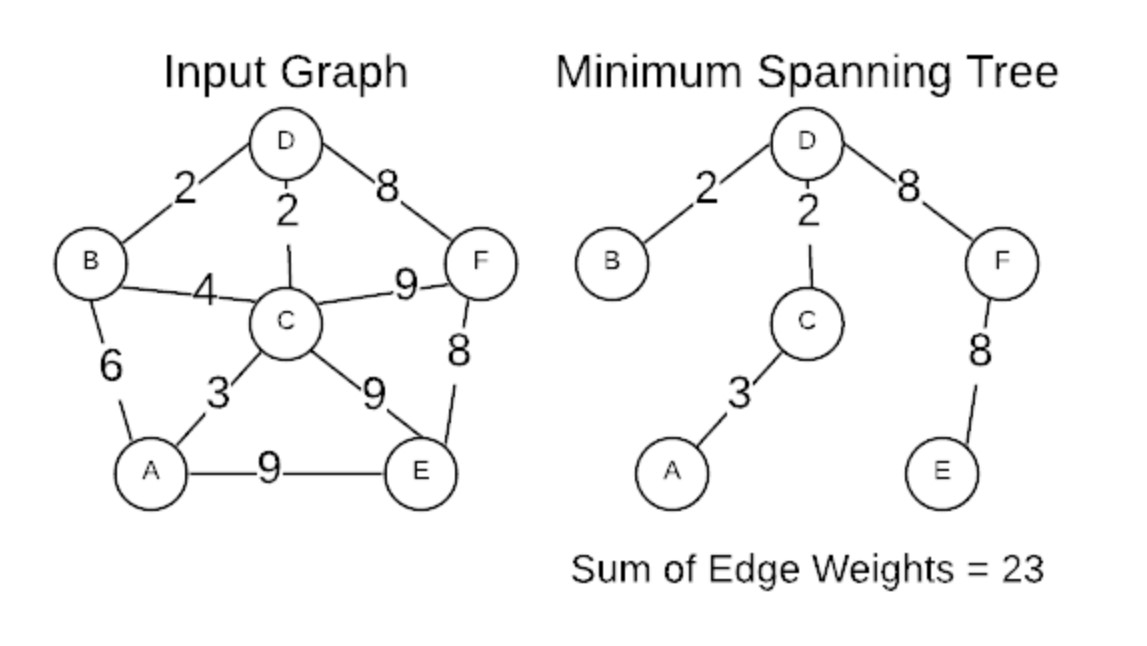 Input Graph
D
2
2
8
B
F
4
9
C
6
8
3
9
A
9
E
Minimum Spanning Tree
D
2
2
8
B
F
C
8
3
A
E
Sum of Edge Weights = 23